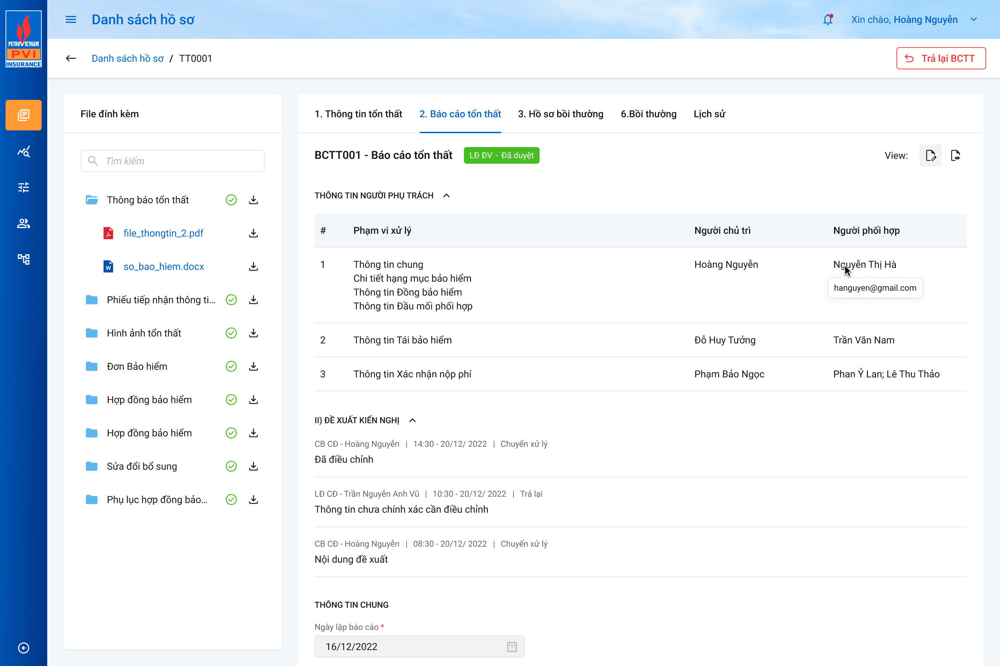 PETROVIETNAM
PVI
INSURANCE
Danh sách hồ sơ
Xin chào, Hoàng Nguyễn
Danh sách hồ sơ / TT0001
Trả lại BCTT
File đính kèm
Tìm kiếm
Thông báo tổn thất
file_thongtin_2.pdf
W so_bao_hiem.docx
Phiếu tiếp nhận thông ti...
Hình ảnh tổn thất
Đơn Bảo hiểm
Hợp đồng bảo hiểm
Hợp đồng bảo hiểm
Sửa đổi bổ sung
Phụ lục hợp đồng bảo...
1. Thông tin tổn thất 2. Báo cáo tổn thất 3. Hồ sơ bồi thường 6.Bồi thường Lịch sử
BCTT001 - Báo cáo tổn thất LĐ ĐV - Đã duyệt View:
THÔNG TIN NGƯỜI PHỤ TRÁCH
# Phạm vi xử lý Người chủ trì Người phối hợp
1 Thông tin chung Hoàng Nguyễn Nguyễn Thị Hà
Chi tiết hạng mục bảo hiểm
hanguyen@gmail.com
Thông tin Đồng bảo hiểm
Thông tin Đầu mối phối hợp
2 Thông tin Tái bảo hiểm Đỗ Huy Tưởng Trần Văn Nam
3 Thông tin Xác nhận nộp phí Phạm Bảo Ngọc Phan Ỷ Lan; Lê Thu Thảo
II) ĐỀ XUẤT KIẾN NGHỊ
CB CĐ - Hoàng Nguyễn | 14:30 - 20/12/ 2022 | Chuyển xử lý
Đã điều chỉnh
LĐ CĐ - Trần Nguyễn Anh Vũ | 10:30 - 20/12/ 2022 | Trả lại
Thông tin chưa chính xác cần điều chỉnh
CB CĐ - Hoàng Nguyễn | 08:30 - 20/12/ 2022 | Chuyển xử lý
Nội dung đề xuất
THÔNG TIN CHUNG
Ngày lập báo cáo *
16/12/2022